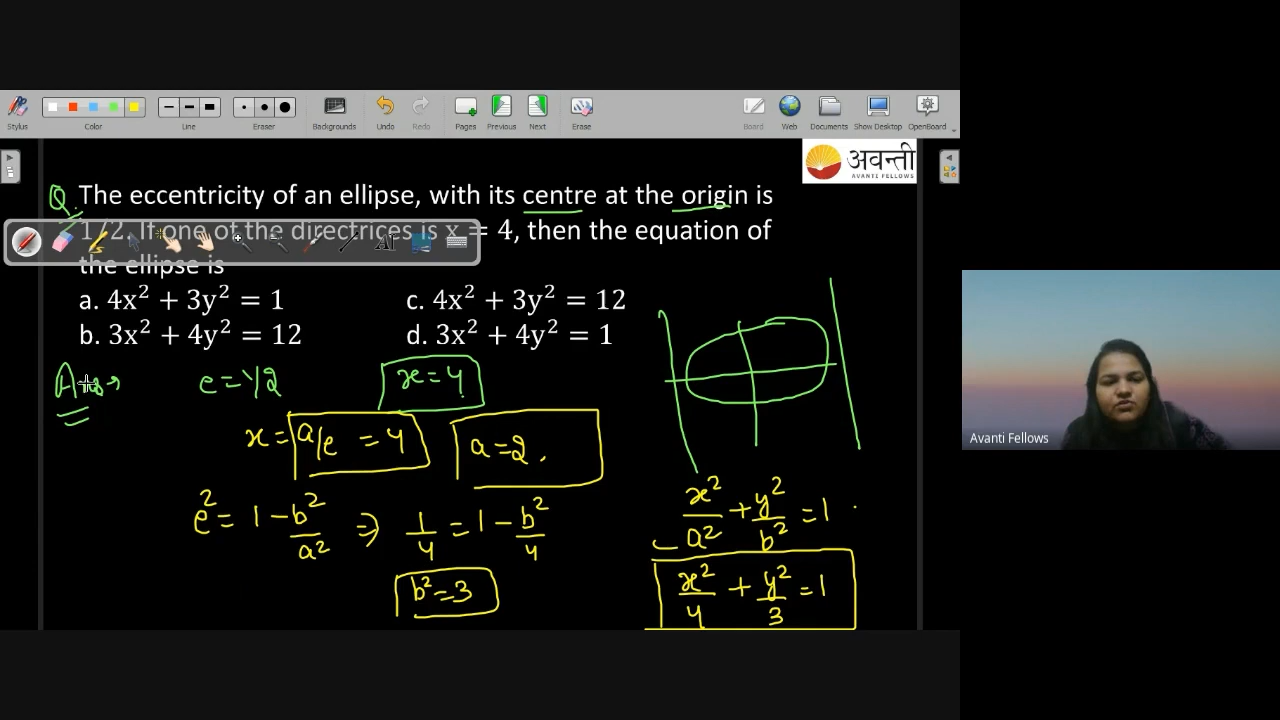 Stylus
Color
Line
Eraser
Backgrounds
Undo
Redo
Pages
Previous
Next
Erase
Board
Web
Documents
Show Desktop
OpenBoard
अवन्ती
AVANTI FELLOWS
Q. The eccentricity of an ellipse, with its centre at the origin is
1/2. If one of the directrices is x = 4, then the equation of
the ellipse is
a. 4x² + 3y² = 1
c. 4x² + 3y² = 12
b. 3x² + 4y² = 12
d. 3x² + 4y² = 1
Ans→ e = 1/2 x = 4
x = a/e = 4 a = 2.
e² = 1 - b²/a² ⇒ 1/4 = 1 - b²/4
b² = 3
x²/a² + y²/b² = 1
x²/4 + y²/3 = 1
Avanti Fellows